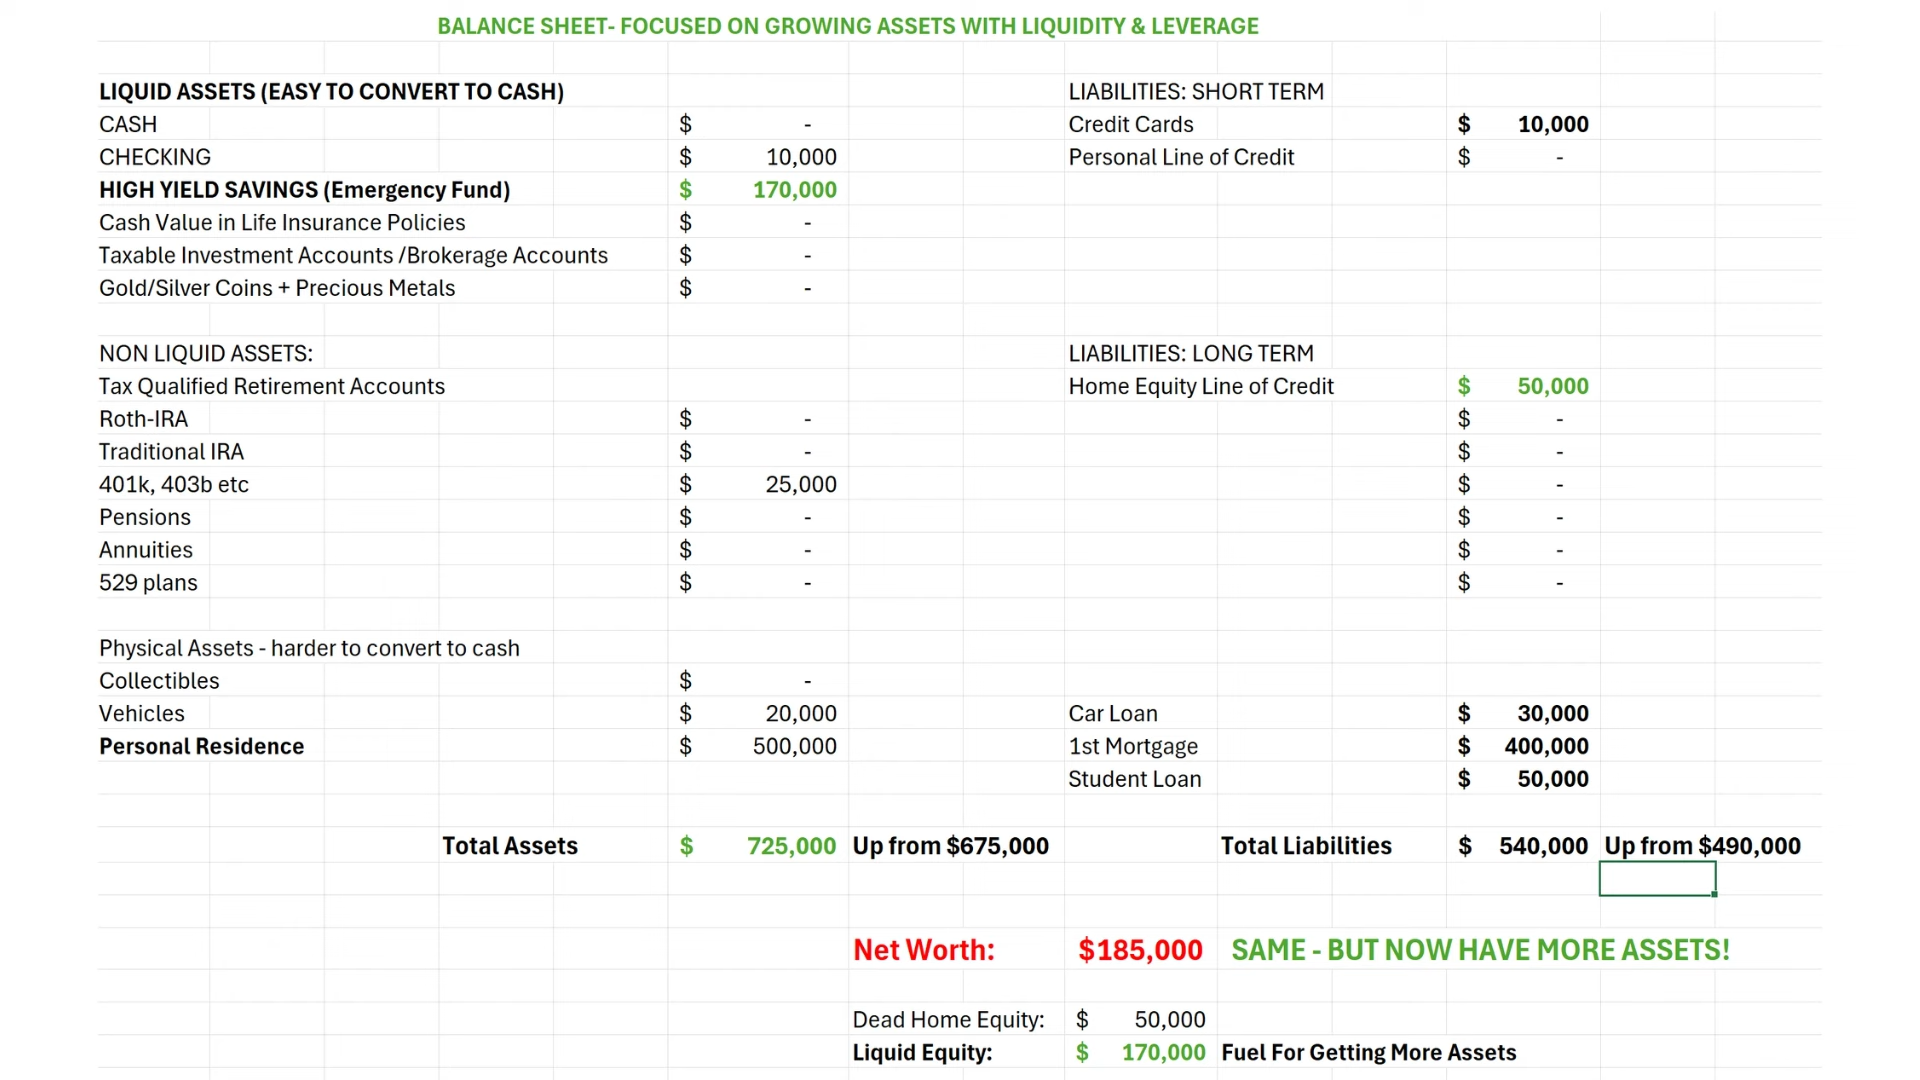 BALANCE SHEET- FOCUSED ON GROWING ASSETS WITH LIQUIDITY & LEVERAGE
LIQUID ASSETS (EASY TO CONVERT TO CASH) LIABILITIES: SHORT TERM
CASH $ - Credit Cards $ 10,000
CHECKING $ 10,000 Personal Line of Credit $ -
HIGH YIELD SAVINGS (Emergency Fund) $ 170,000
Cash Value in Life Insurance Policies $ -
Taxable Investment Accounts /Brokerage Accounts $ -
Gold/Silver Coins + Precious Metals $ -
NON LIQUID ASSETS: LIABILITIES: LONG TERM
Tax Qualified Retirement Accounts Home Equity Line of Credit $ 50,000
Roth-IRA $ - $ -
Traditional IRA $ - $ -
401k, 403b etc $ 25,000 $ -
Pensions $ - $ -
Annuities $ - $ -
529 plans $ - $ -
Physical Assets - harder to convert to cash
Collectibles $ -
Vehicles $ 20,000 Car Loan $ 30,000
Personal Residence $ 500,000 1st Mortgage $ 400,000
Student Loan $ 50,000
Total Assets $ 725,000 Up from $675,000 Total Liabilities $ 540,000 Up from $490,000
Net Worth: $185,000 SAME - BUT NOW HAVE MORE ASSETS!
Dead Home Equity: $ 50,000
Liquid Equity: $ 170,000 Fuel For Getting More Assets